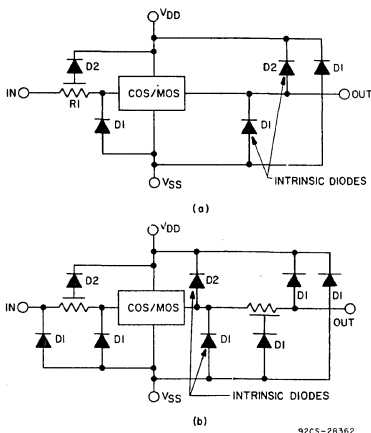 VDD
D2
D2
D1
IN
COS/MOS
OUT
R1
D1
D1
INTRINSIC DIODES
VSS
(a)
VDD
D2
D2
D1
D1
IN
COS/MOS
OUT
D1
D1
D1
D1
INTRINSIC DIODES
VSS
(b)
92CS-28362